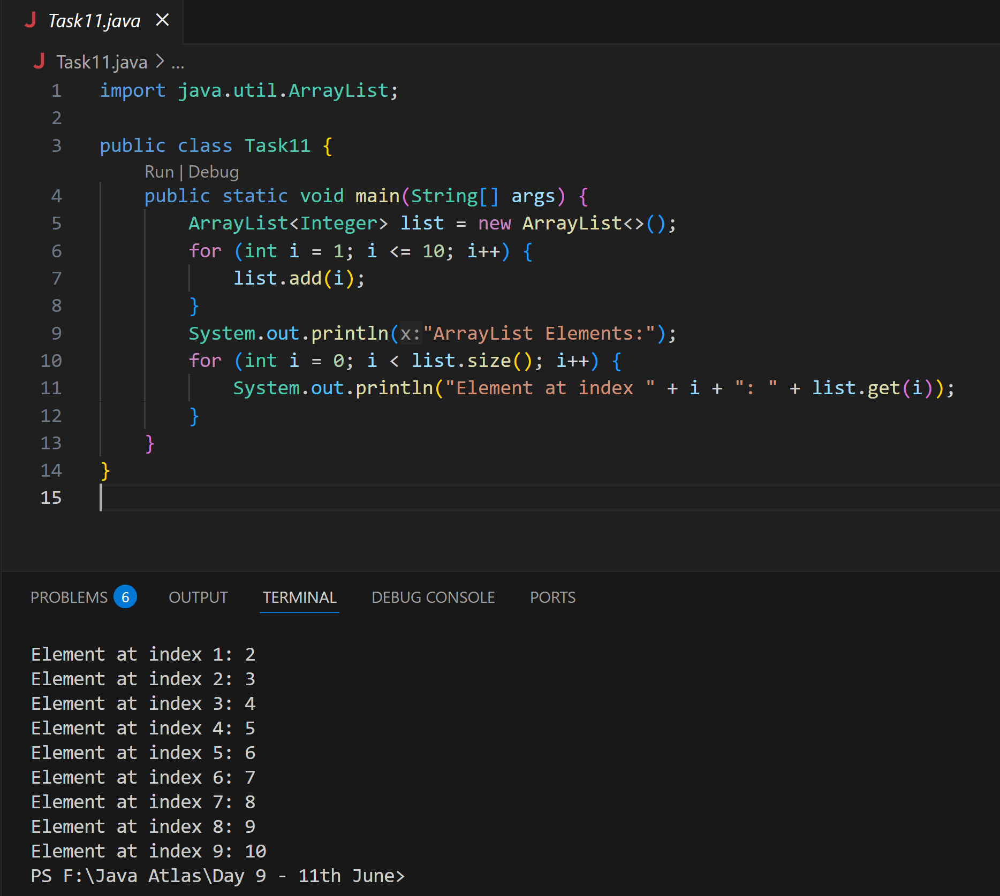 J Task11.java ×
J Task11.java > ...
1 import java.util.ArrayList;
2
3 public class Task11 {
Run | Debug
4 public static void main(String[] args) {
5 ArrayList<Integer> list = new ArrayList<>();
6 for (int i = 1; i <= 10; i++) {
7 list.add(i);
8 }
9 System.out.println(x:"ArrayList Elements:");
10 for (int i = 0; i < list.size(); i++) {
11 System.out.println("Element at index " + i + ": " + list.get(i));
12 }
13 }
14 }
15
PROBLEMS 6 OUTPUT TERMINAL DEBUG CONSOLE PORTS
Element at index 1: 2
Element at index 2: 3
Element at index 3: 4
Element at index 4: 5
Element at index 5: 6
Element at index 6: 7
Element at index 7: 8
Element at index 8: 9
Element at index 9: 10
PS F:\Java Atlas\Day 9 - 11th June>